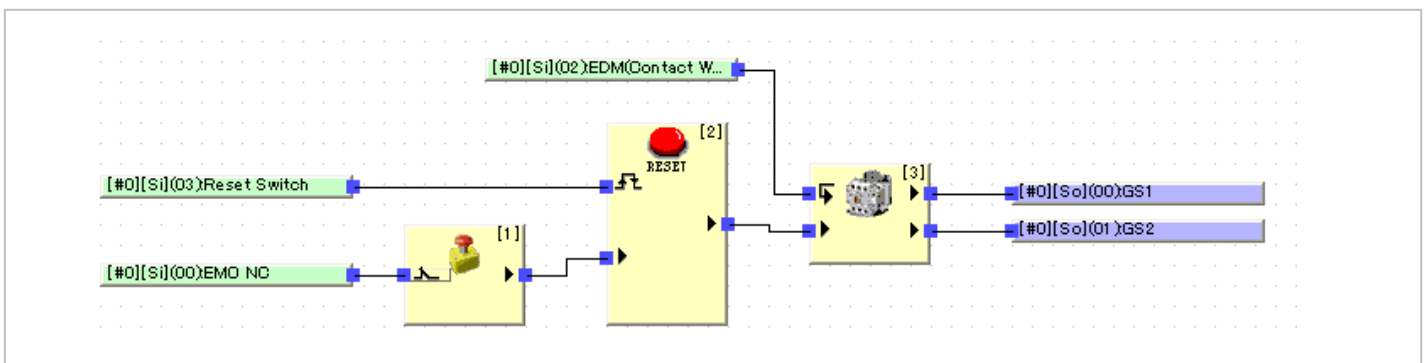 [#0][Si](02):EDM(Contact W...
[2]
RESET
[3]
[#0][Si](03):Reset Switch
[#0][So](00):GS1
[#0][So](01):GS2
[1]
[#0][Si](00):EMO NC